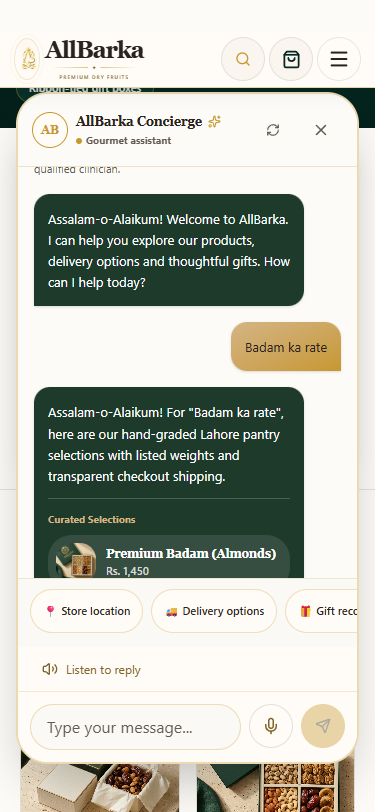 AllBarka
PREMIUM DRY FRUITS
Ribbon-tied gift boxes
AB
AllBarka Concierge
Gourmet assistant
qualified clinician.
Assalam-o-Alaikum! Welcome to AllBarka.
I can help you explore our products,
delivery options and thoughtful gifts. How
can I help today?
Badam ka rate
Assalam-o-Alaikum! For "Badam ka rate",
here are our hand-graded Lahore pantry
selections with listed weights and
transparent checkout shipping.
Curated Selections
Premium Badam (Almonds)
Rs. 1,450
Store location
Delivery options
Gift reco
Listen to reply
Type your message...